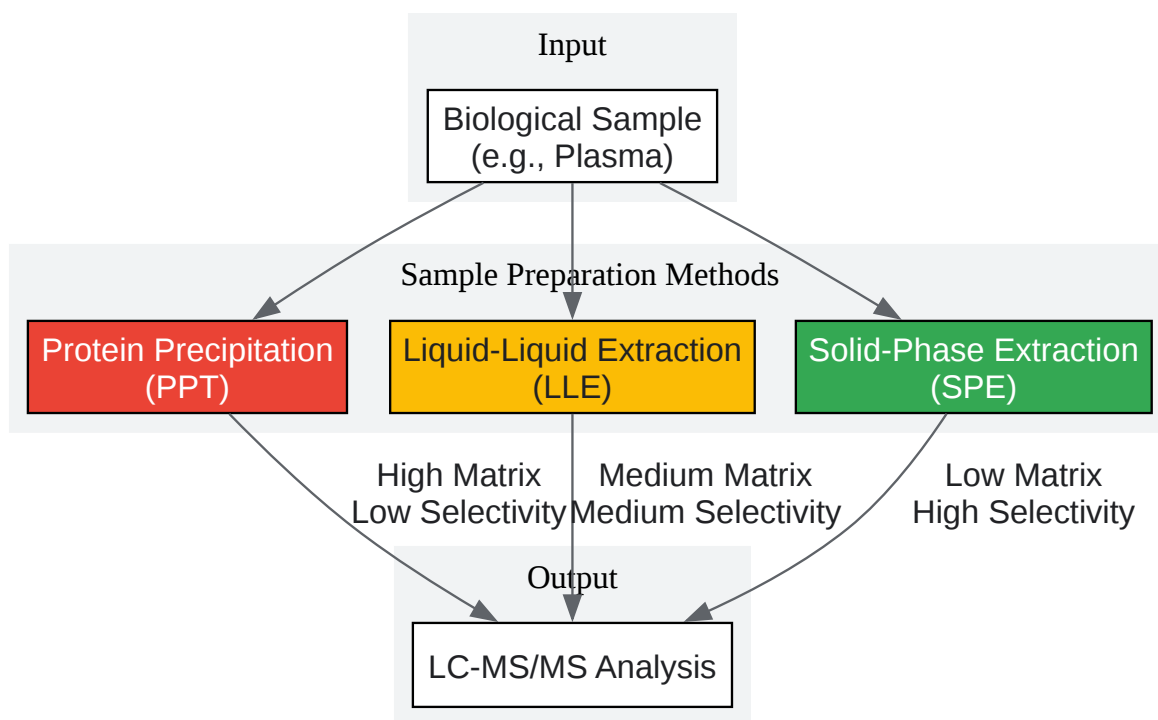 Input
Biological Sample
(e.g., Plasma)
Sample Preparation Methods
Protein Precipitation
(PPT)
Liquid-Liquid Extraction
(LLE)
Solid-Phase Extraction
(SPE)
High Matrix
Low Selectivity
Medium Matrix
Medium Selectivity
Low Matrix
High Selectivity
Output
LC-MS/MS Analysis